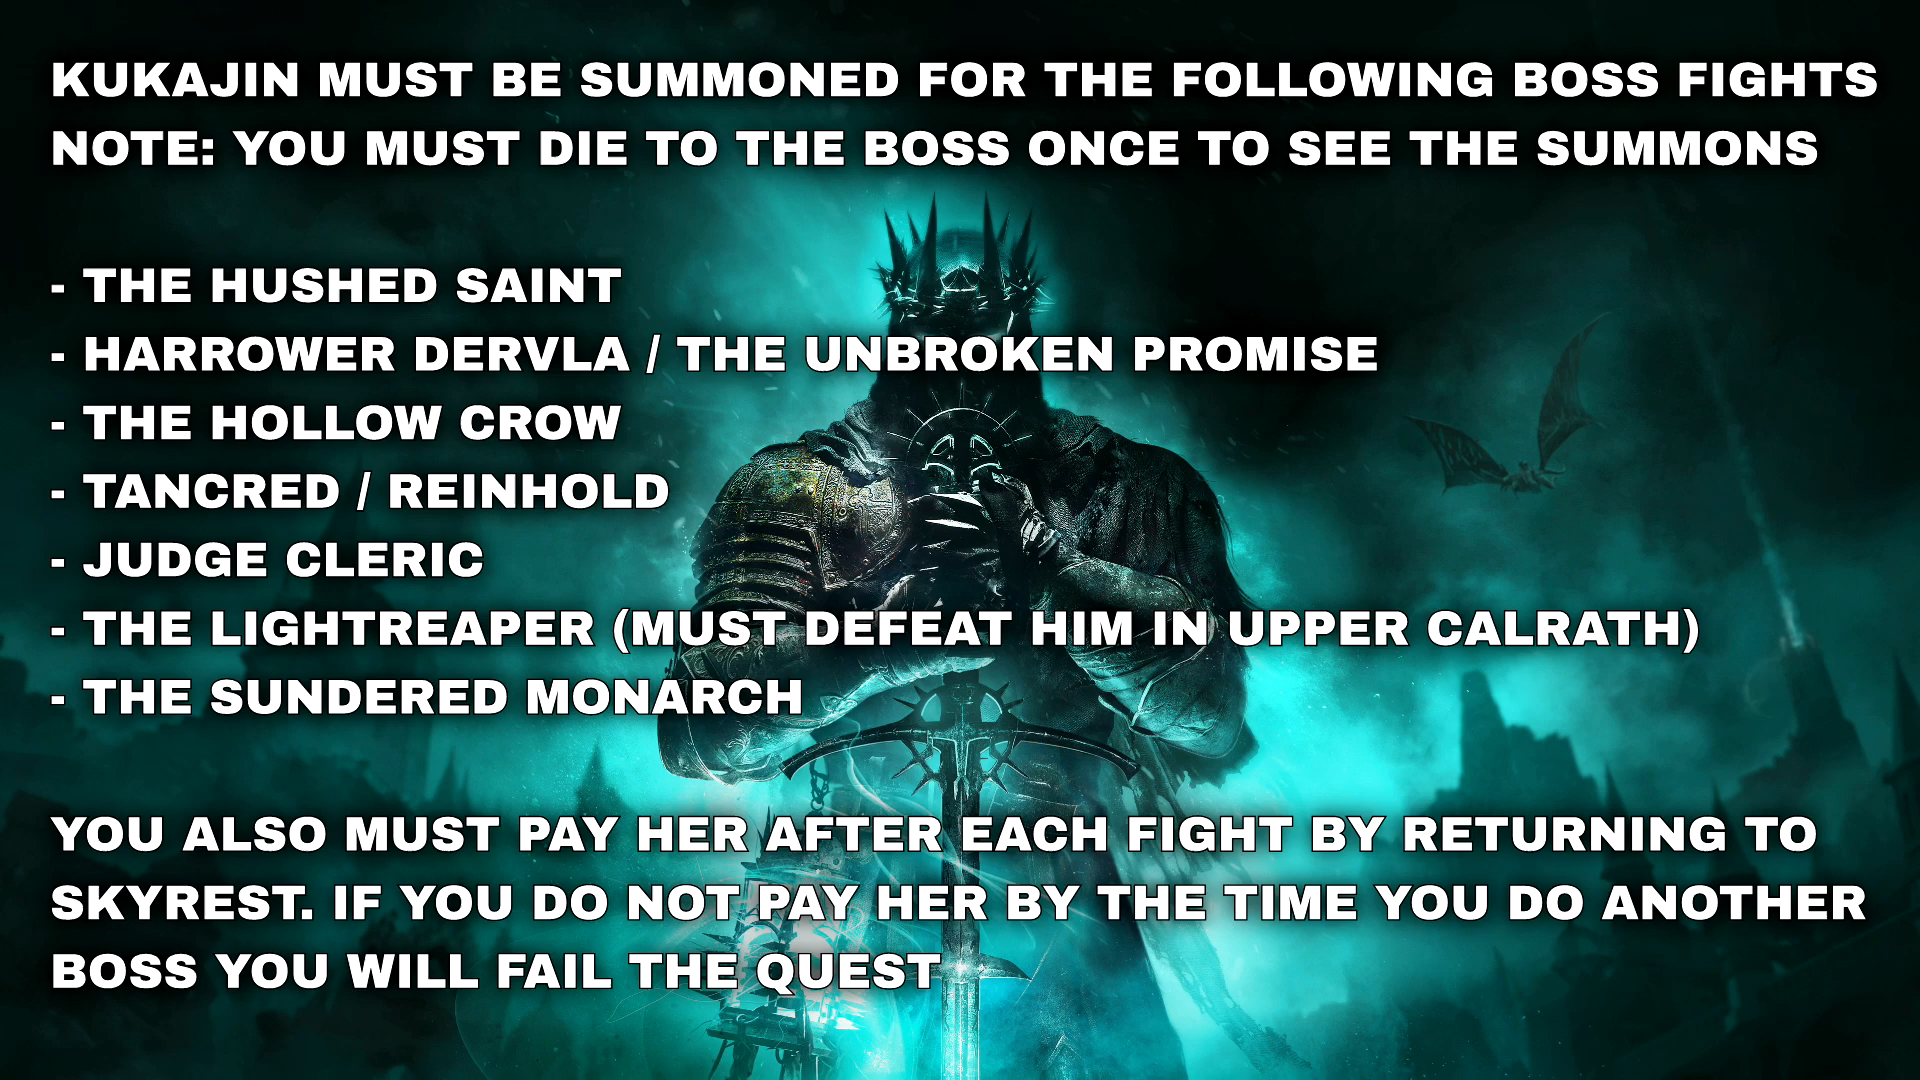 KUKAJIN MUST BE SUMMONED FOR THE FOLLOWING BOSS FIGHTS
NOTE: YOU MUST DIE TO THE BOSS ONCE TO SEE THE SUMMONS
- THE HUSHED SAINT
- HARROWER DERVLA / THE UNBROKEN PROMISE
- THE HOLLOW CROW
- TANCRED / REINHOLD
- JUDGE CLERIC
- THE LIGHTREAPER (MUST DEFEAT HIM IN UPPER CALRATH)
- THE SUNDERED MONARCH
YOU ALSO MUST PAY HER AFTER EACH FIGHT BY RETURNING TO
SKYREST. IF YOU DO NOT PAY HER BY THE TIME YOU DO ANOTHER
BOSS YOU WILL FAIL THE QUEST